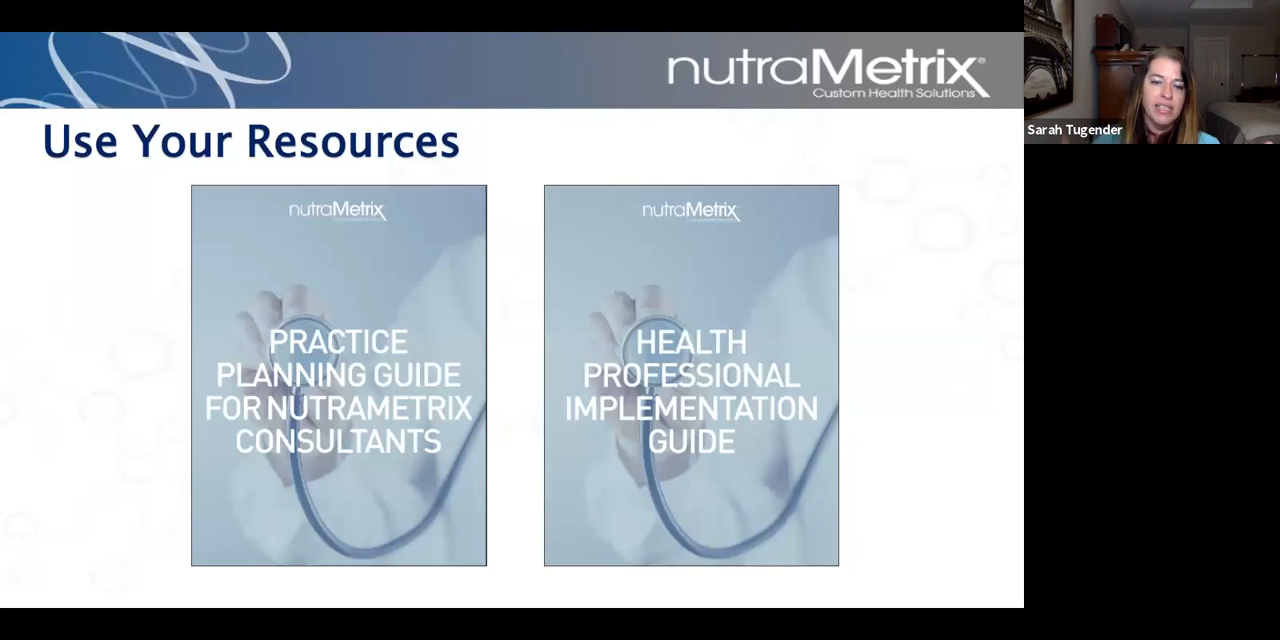 nutraMetrix®
Custom Health Solutions
Sarah Tugender
Use Your Resources
nutraMetrix
PRACTICE
PLANNING GUIDE
FOR NUTRAMETRIX
CONSULTANTS
nutraMetrix
HEALTH
PROFESSIONAL
IMPLEMENTATION
GUIDE